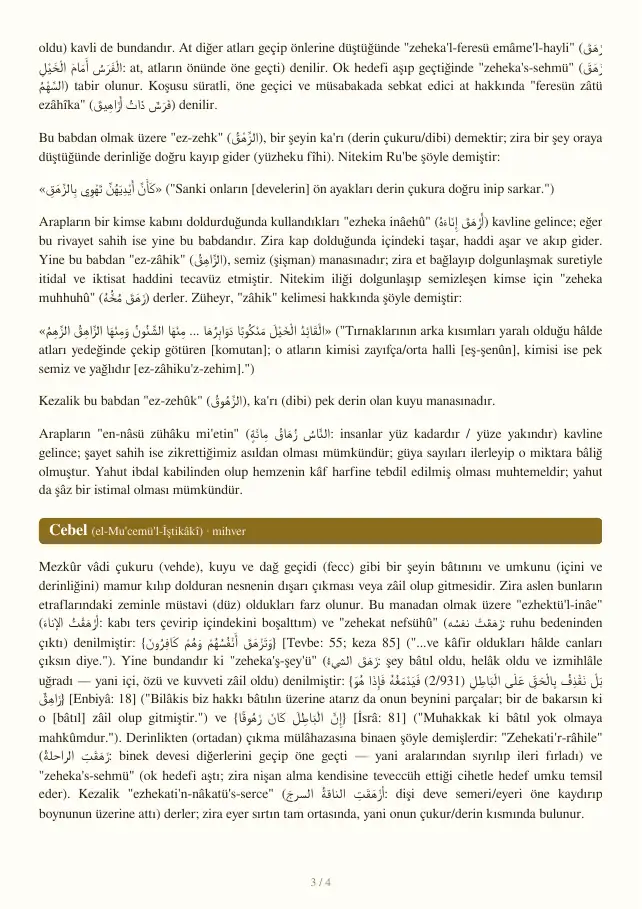 oldu) kavli de bundandır. At diğer atları geçip önlerine düştüğünde "zeheka'l-feresü emâme'l-hayli" (زَهَقَ
الْفَرَسُ أَمَامَ الْخَيْلِ: at, atların önünde öne geçti) denilir. Ok hedefi aşıp geçtiğinde "zeheka's-sehmü" (زَهَقَ
السَّهْمُ) tabir olunur. Koşusu süratli, öne geçici ve müsabakada sebkat edici at hakkında "feresün zâtü
ezâhîka" (فَرَسٌ ذَاتُ أَزَاهِيقَ) denilir.
Bu babdan olmak üzere "ez-zehk" (الزَّهْقُ), bir şeyin ka'rı (derin çukuru/dibi) demektir; zira bir şey oraya
düştüğünde derinliğe doğru kayıp gider (yüzheku fîhi). Nitekim Ru'be şöyle demiştir:
«كَأَنَّ أَيْدِيَهُنَّ تَهْوِي بِالزَّهَقِ» ("Sanki onların [develerin] ön ayakları derin çukura doğru inip sarkar.")
Arapların bir kimse kabını doldurduğunda kullandıkları "ezheka inâehû" (أَزْهَقَ إِنَاءَهُ) kavline gelince; eğer
bu rivayet sahih ise yine bu babdandır. Zira kap dolduğunda içindeki taşar, haddi aşar ve akıp gider.
Yine bu babdan "ez-zâhik" (الزَّاهِقُ), semiz (şişman) manasınadır; zira et bağlayıp dolgunlaşmak suretiyle
itidal ve iktisat haddini tecavüz etmiştir. Nitekim iliği dolgunlaşıp semizleşen kimse için "zeheka
muhhuhû" (زَهَقَ مُخُّهُ) derler. Züheyr, "zâhik" kelimesi hakkında şöyle demiştir:
«الْقَائِدُ الْخَيْلَ مَنْكُوبًا دَوَابِرُهَا ... مِنْهَا الشَّنُونُ وَمِنْهَا الزَّاهِقُ الزَّهِمُ» ("Tırnaklarının arka kısımları yaralı olduğu hâlde
atları yedeğinde çekip götüren [komutan]; o atların kimisi zayıfça/orta halli [eş-şenûn], kimisi ise pek
semiz ve yağlıdır [ez-zâhiku'z-zehim].")
Kezalik bu babdan "ez-zehûk" (الزَّهُوقُ), ka'rı (dibi) pek derin olan kuyu manasınadır.
Arapların "en-nâsü zühâku mi'etin" (النَّاسُ زُهَاقُ مِائَةٍ: insanlar yüz kadardır / yüze yakındır) kavline
gelince; şayet sahih ise zikrettiğimiz asıldan olması mümkündür; güya sayıları ilerleyip o miktara bâliğ
olmuştur. Yahut ibdal kabilinden olup hemzenin kâf harfine tebdil edilmiş olması muhtemeldir; yahut
da şâz bir istimal olması mümkündür.
Cebel (el-Mu'cemü'l-İştikâkî) · mihver
Mezkûr vâdi çukuru (vehde), kuyu ve dağ geçidi (fecc) gibi bir şeyin bâtınını ve umkunu (içini ve
derinliğini) mamur kılıp dolduran nesnenin dışarı çıkması veya zâil olup gitmesidir. Zira aslen bunların
etraflarındaki zeminle müstavi (düz) oldukları farz olunur. Bu manadan olmak üzere "ezhektü'l-inâe"
(أَزْهَقْتُ الإناءَ: kabı ters çevirip içindekini boşalttım) ve "zehekat nefsühû" (زَهَقَتْ نفسُه: ruhu bedeninden
çıktı) denilmiştir: {وَتَزْهَقَ أَنْفُسُهُمْ وَهُمْ كَافِرُونَ} [Tevbe: 55; keza 85] ("...ve kâfir oldukları hâlde canları
çıksın diye."). Yine bundandır ki "zeheka'ş-şey'ü" (زهَقَ الشيءُ: şey bâtıl oldu, helâk oldu ve izmihlâle
uğradı — yani içi, özü ve kuvveti zâil oldu) denilmiştir: {بَلْ نَقْذِفُ بِالْحَقِّ عَلَى الْبَاطِلِ (2/931) فَيَدْمَغُهُ فَإِذَا هُوَ
زَاهِقٌ} [Enbiyâ: 18] ("Bilâkis biz hakkı bâtılın üzerine atarız da onun beynini parçalar; bir de bakarsın ki
o [bâtıl] zâil olup gitmiştir.") ve {إِنَّ الْبَاطِلَ كَانَ زَهُوقًا} [İsrâ: 81] ("Muhakkak ki bâtıl yok olmaya
mahkûmdur."). Derinlikten (ortadan) çıkma mülâhazasına binaen şöyle demişlerdir: "Zehekati'r-râhile"
(زهَقَتِ الراحلةُ: binek devesi diğerlerini geçip öne geçti — yani aralarından sıyrılıp ileri fırladı) ve
"zeheka's-sehmü" (ok hedefi aştı; zira nişan alma kendisine teveccüh ettiği cihetle hedef umku temsil
eder). Kezalik "ezhekati'n-nâkatü's-serce" (أزْهَقَتِ الناقةُ السرجَ: dişi deve semeri/eyeri öne kaydırıp
boynunun üzerine attı) derler; zira eyer sırtın tam ortasında, yani onun çukur/derin kısmında bulunur.
3 / 4